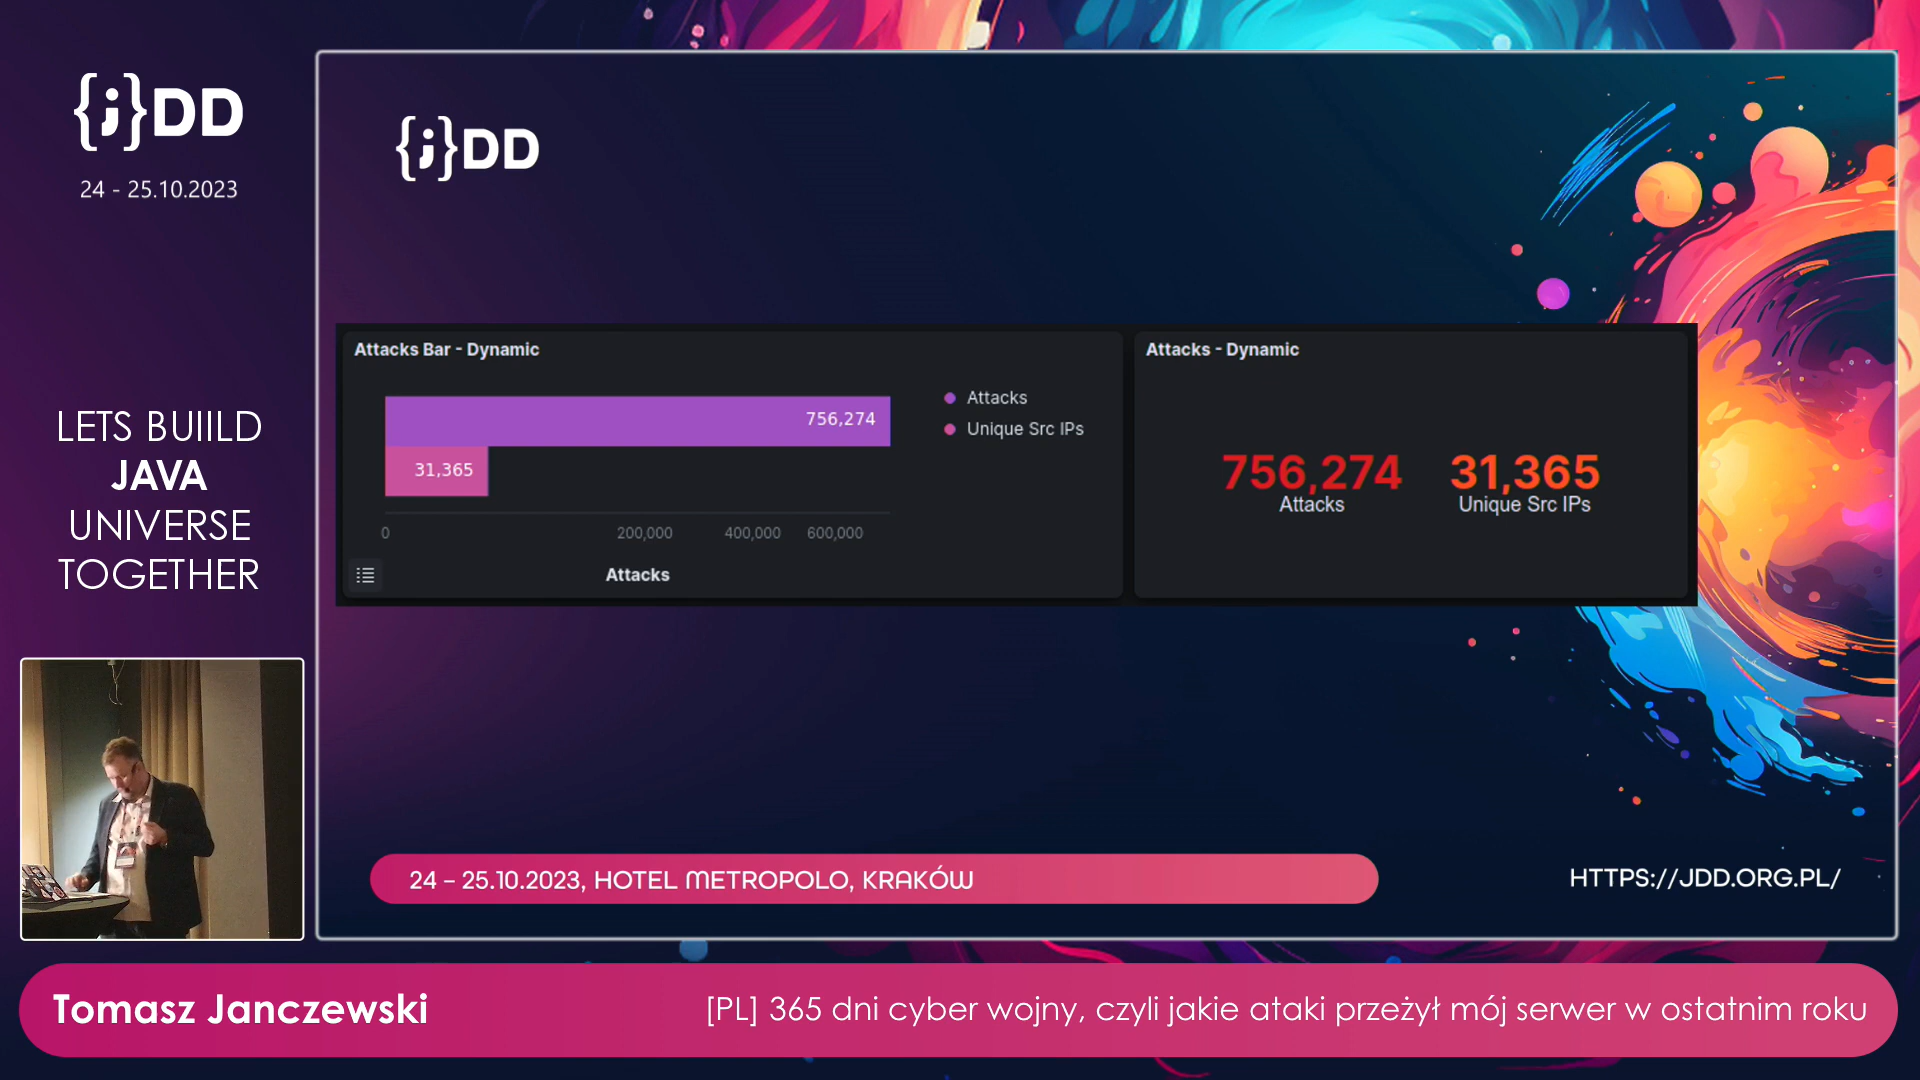 {j}DD
24 - 25.10.2023
LETS BUIILD
JAVA
UNIVERSE
TOGETHER
{j}DD
Attacks Bar - Dynamic
756,274
31,365
Attacks
Unique Src IPs
0 200,000 400,000 600,000
Attacks
Attacks - Dynamic
756,274 31,365
Attacks Unique Src IPs
24 – 25.10.2023, HOTEL METROPOLO, KRAKÓW
HTTPS://JDD.ORG.PL/
Tomasz Janczewski
[PL] 365 dni cyber wojny, czyli jakie ataki przeżył mój serwer w ostatnim roku